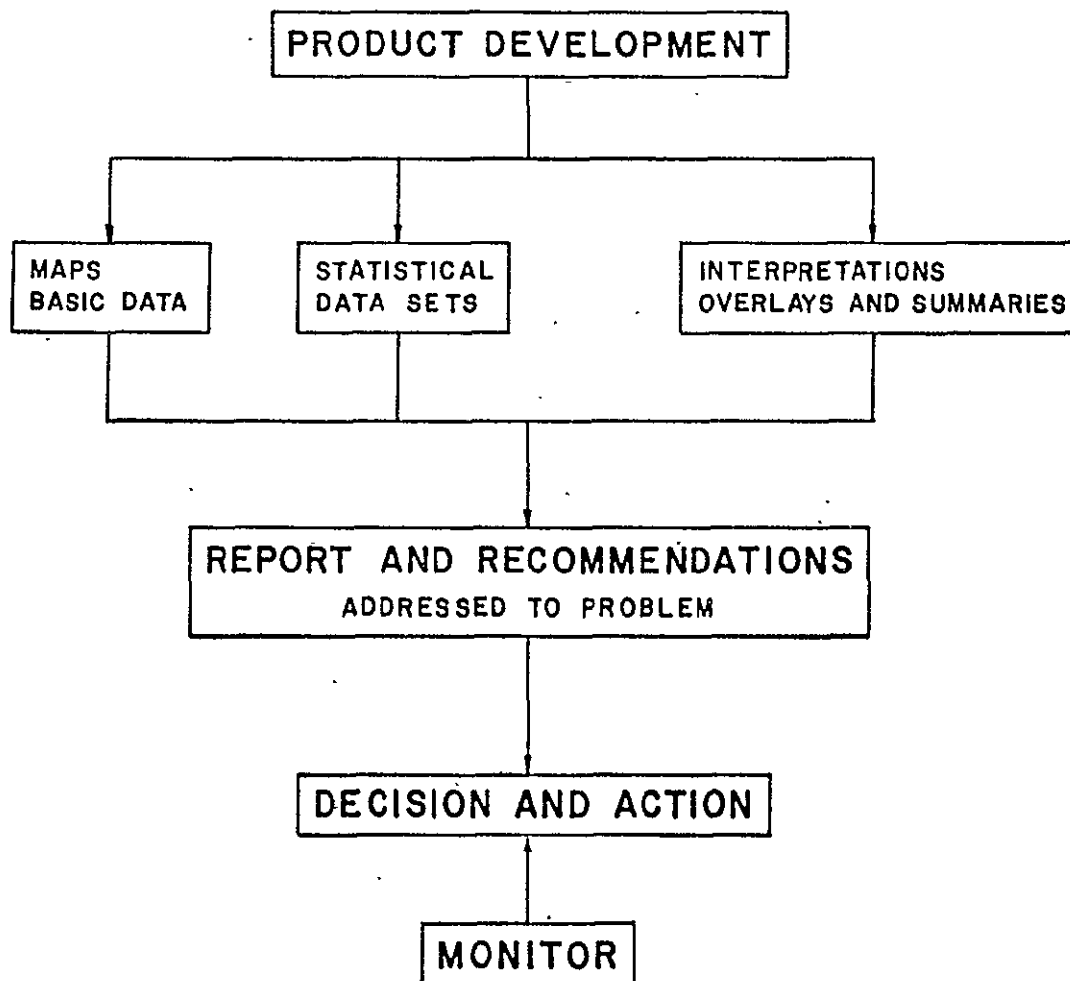 PRODUCT DEVELOPMENT
MAPS
BASIC DATA
STATISTICAL
DATA SETS
INTERPRETATIONS
OVERLAYS AND SUMMARIES
REPORT AND RECOMMENDATIONS
ADDRESSED TO PROBLEM
DECISION AND ACTION
MONITOR